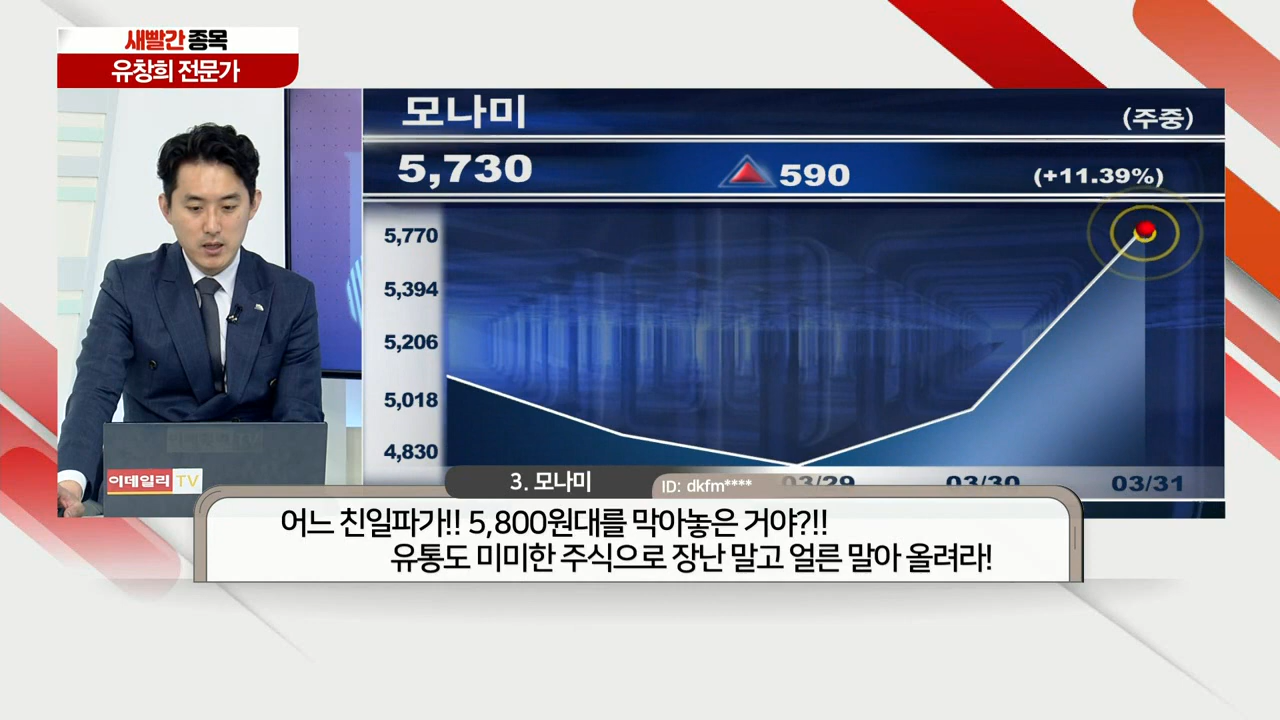 새빨간 종목
유창희 전문가
모나미
(주중)
5,730
590
(+11.39%)
5,770
5,394
5,206
5,018
4,830
03/29
03/30
03/31
이데일리 TV
3. 모나미
ID: dkfm****
어느 친일파가!! 5,800원대를 막아놓은 거야?!!
유통도 미미한 주식으로 장난 말고 얼른 말아 올려라!